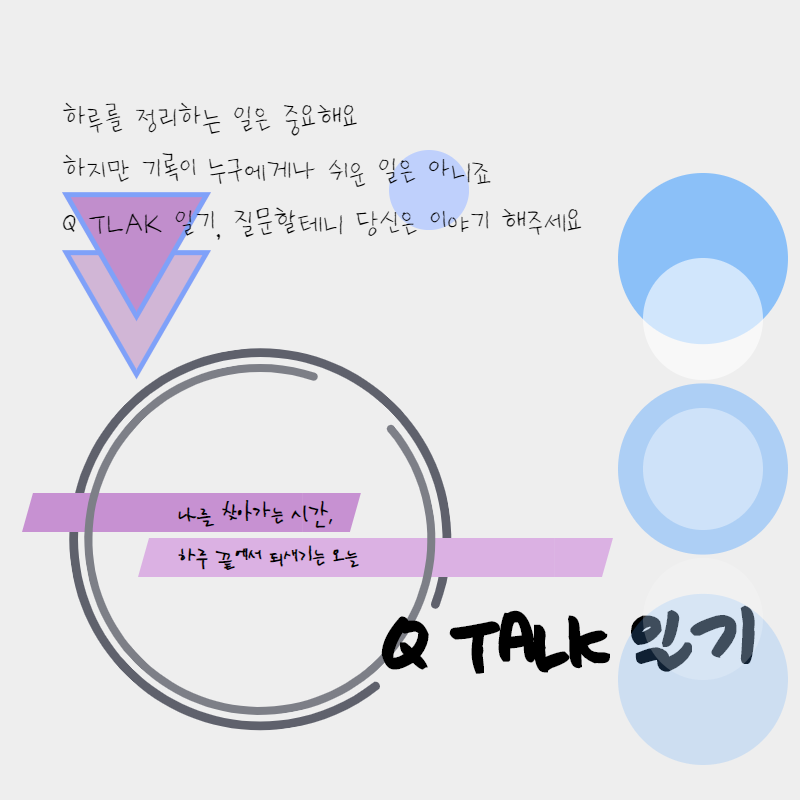 하루를 정리하는 일은 중요해요
하지만 기록이 누구에게나 쉬운 일은 아니죠
Q TLAK 일기, 질문할테니 당신은 이야기 해주세요
나를 찾아가는 시간,
하루 끝에서 되새기는 오늘
Q TALK 일기